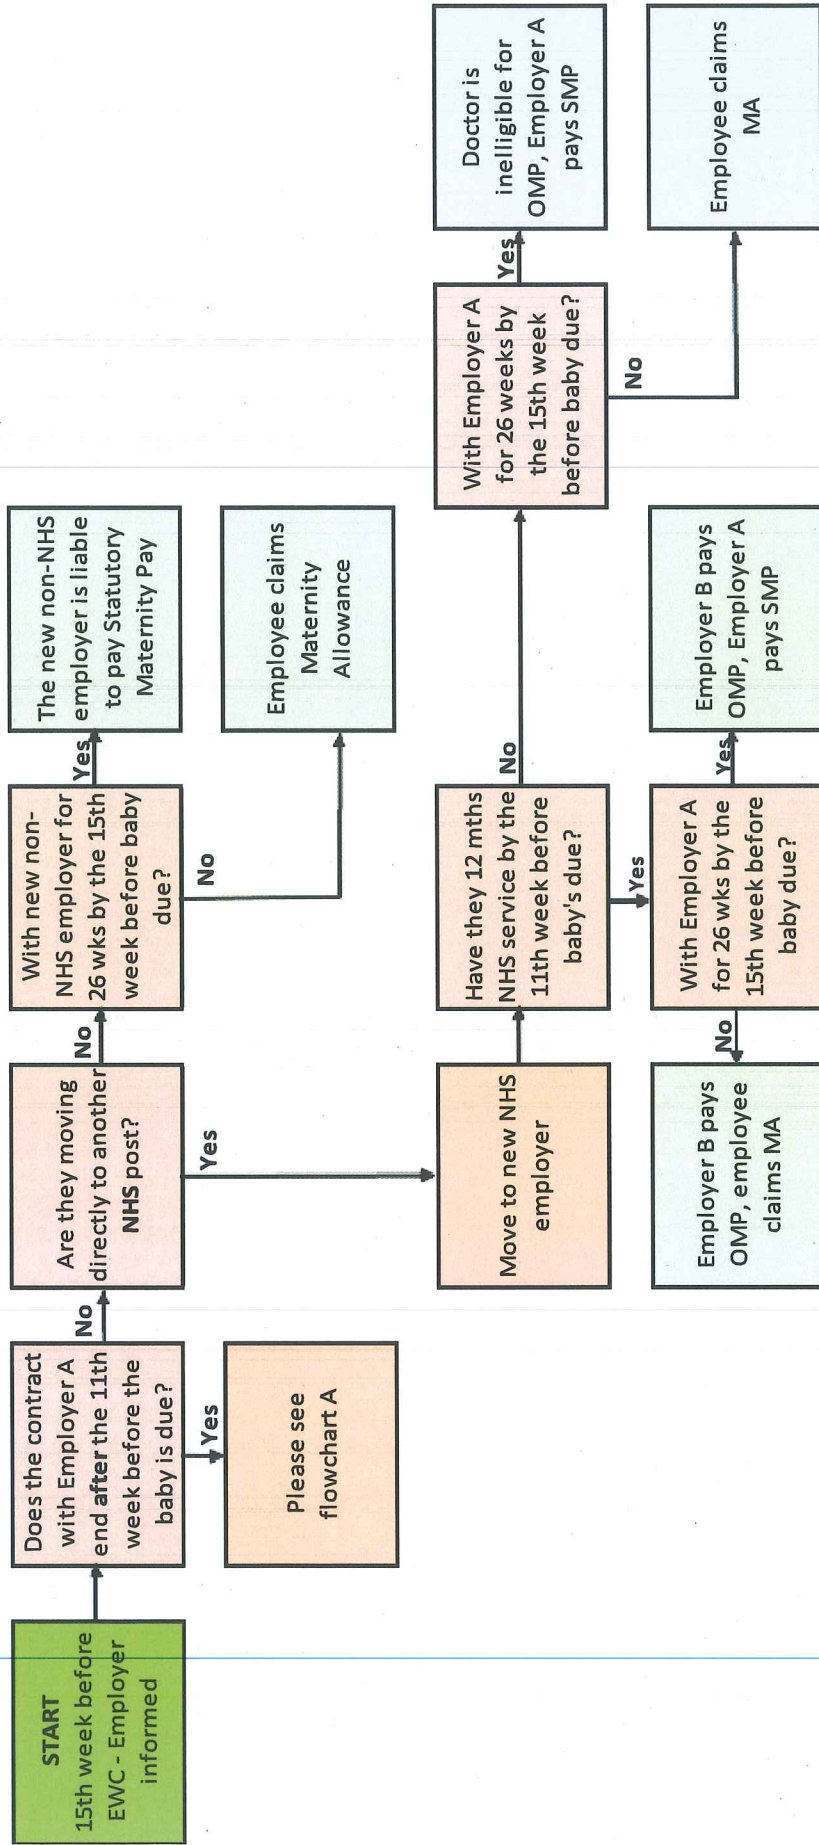 START
15th week before
EWC - Employer
informed
Does the contract
with Employer A
end after the 11th
week before the
baby is due?
No
Yes
Please see
flowchart A
Are they moving
directly to another
NHS post?
No
Yes
With new non-
NHS employer for
26 wks by the 15th
week before baby
due?
Yes
No
The new non-NHS
employer is liable
to pay Statutory
Maternity Pay
Employee claims
Maternity
Allowance
Move to new NHS
employer
Have they 12 mths
NHS service by the
11th week before
baby's due?
No
Yes
With Employer A
for 26 wks by the
15th week before
baby due?
No
Yes
Employer B pays
OMP, employee
claims MA
Employer B pays
OMP, Employer A
pays SMP
With Employer A
for 26 weeks by
the 15th week
before baby due?
Yes
No
Doctor is
inelligible for
OMP, Employer A
pays SMP
Employee claims
MA